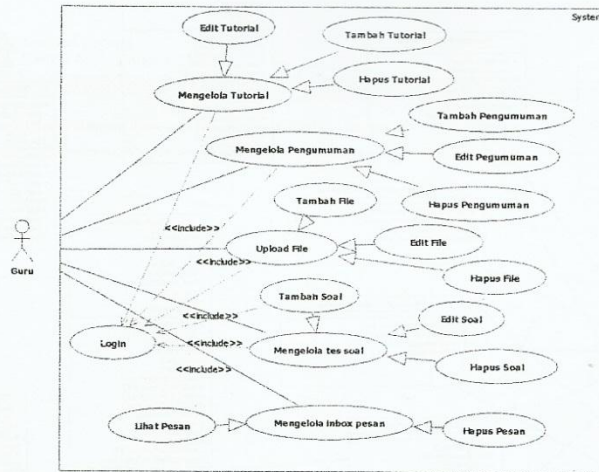 System
Edit Tutorial
Tambah Tutorial
Hapus Tutorial
Mengelola Tutorial
Tambah Pengumuman
Mengelola Pengumuman
Edit Pegumuman
Tambah File
Hapus Pengumuman
<<include>>
Edit File
Upload File
<<include>>
Guru
Hapus File
Tambah Soal
Edit Soal
Login
<<include>>
Mengelola tes soal
<<include>>
Hapus Soal
Lihat Pesan
Mengelola Inbox pesan
Hapus Pesan